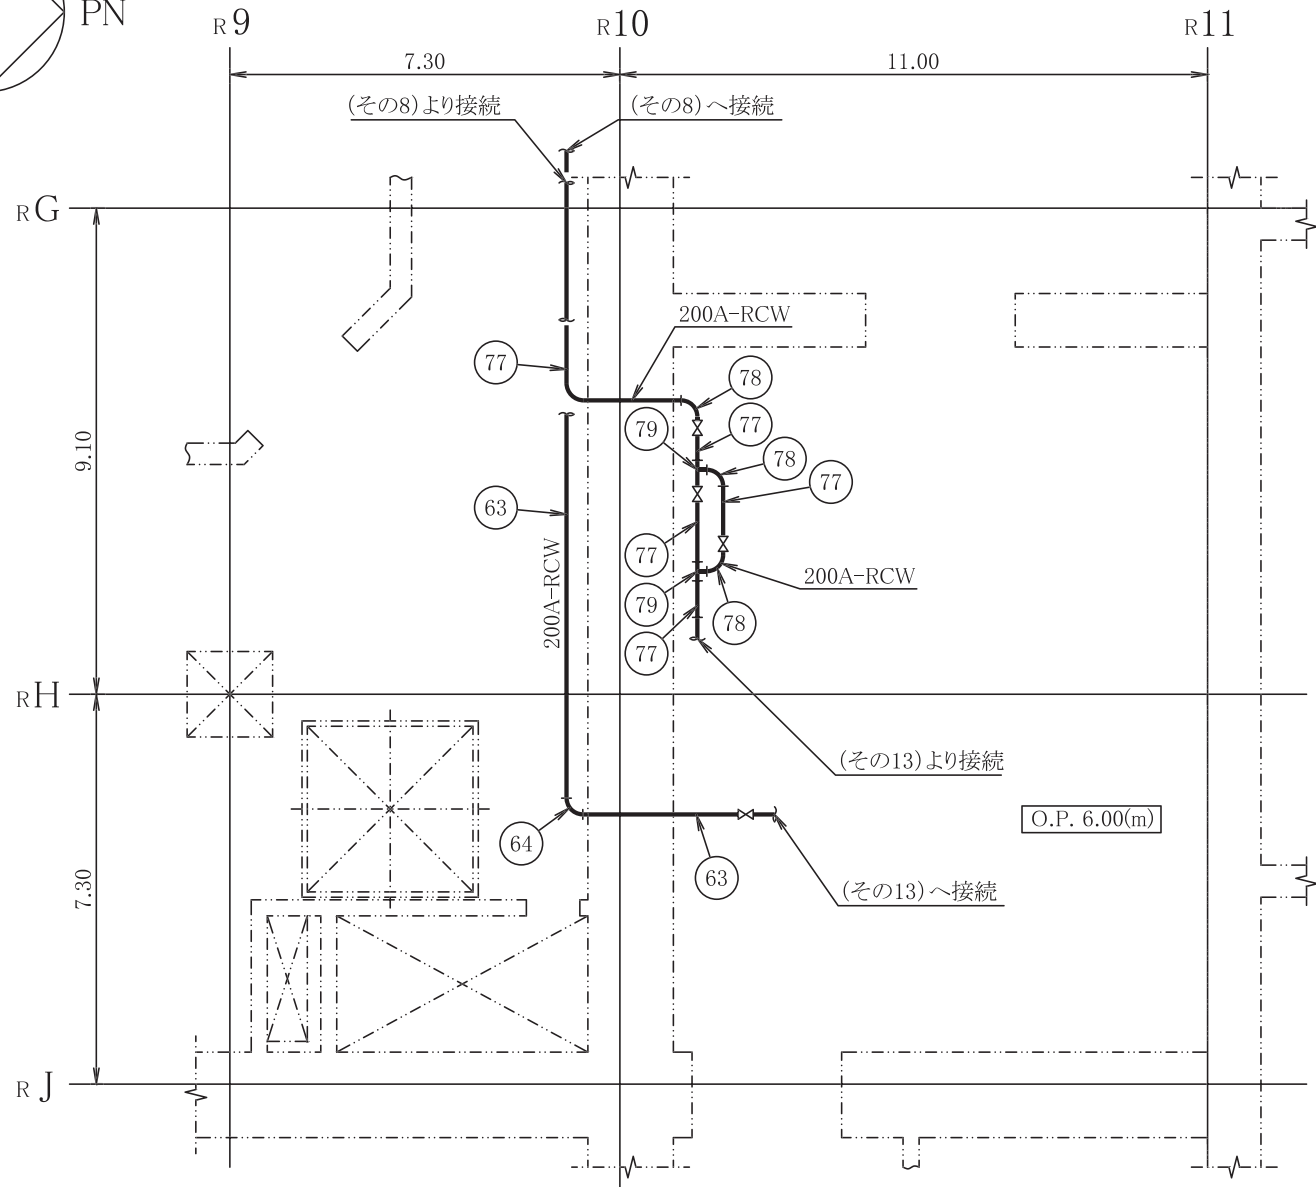 PN
R9
R10
R11
7.30
11.00
(その8)より接続
(その8)へ接続
RG
200A-RCW
77
78
79
77
78
77
9.10
63
200A-RCW
77
200A-RCW
79
78
77
RH
(その13)より接続
O.P. 6.00(m)
64
63
(その13)へ接続
7.30
RJ